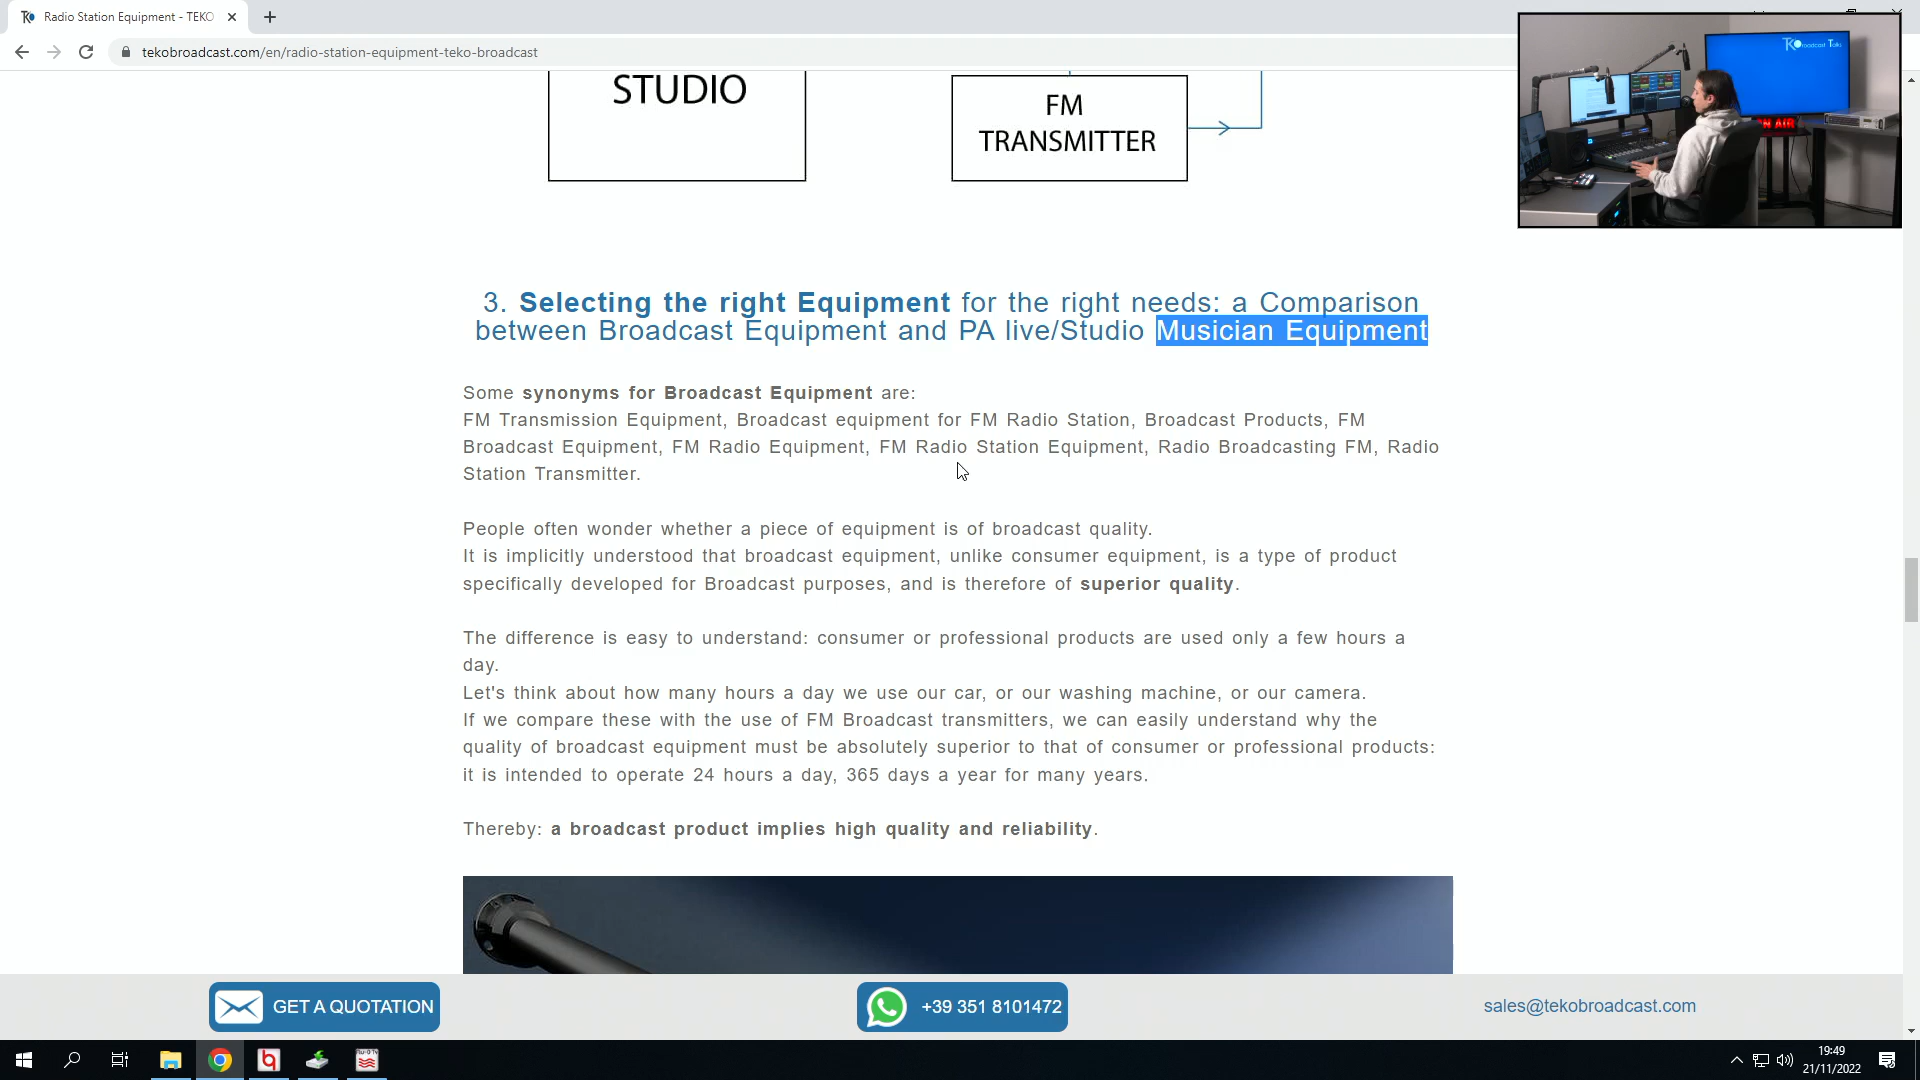 Radio Station Equipment - TEKO
tekobroadcast.com/en/radio-station-equipment-teko-broadcast
TKBroadcast Talks
ON AIR
STUDIO
FM
TRANSMITTER
3. Selecting the right Equipment for the right needs: a Comparison
between Broadcast Equipment and PA live/Studio Musician Equipment
Some synonyms for Broadcast Equipment are:
FM Transmission Equipment, Broadcast equipment for FM Radio Station, Broadcast Products, FM
Broadcast Equipment, FM Radio Equipment, FM Radio Station Equipment, Radio Broadcasting FM, Radio
Station Transmitter.
People often wonder whether a piece of equipment is of broadcast quality.
It is implicitly understood that broadcast equipment, unlike consumer equipment, is a type of product
specifically developed for Broadcast purposes, and is therefore of superior quality.
The difference is easy to understand: consumer or professional products are used only a few hours a
day.
Let's think about how many hours a day we use our car, or our washing machine, or our camera.
If we compare these with the use of FM Broadcast transmitters, we can easily understand why the
quality of broadcast equipment must be absolutely superior to that of consumer or professional products:
it is intended to operate 24 hours a day, 365 days a year for many years.
Thereby: a broadcast product implies high quality and reliability.
GET A QUOTATION
+39 351 8101472
sales@tekobroadcast.com
19:49
21/11/2022